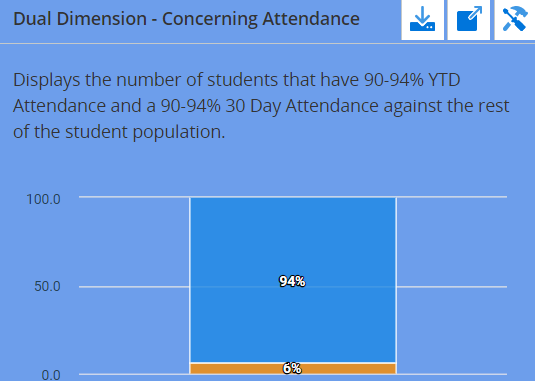 Dual Dimension - Concerning Attendance
Displays the number of students that have 90-94% YTD
Attendance and a 90-94% 30 Day Attendance against the rest
of the student population.
100.0
94%
50.0
6%
0.0